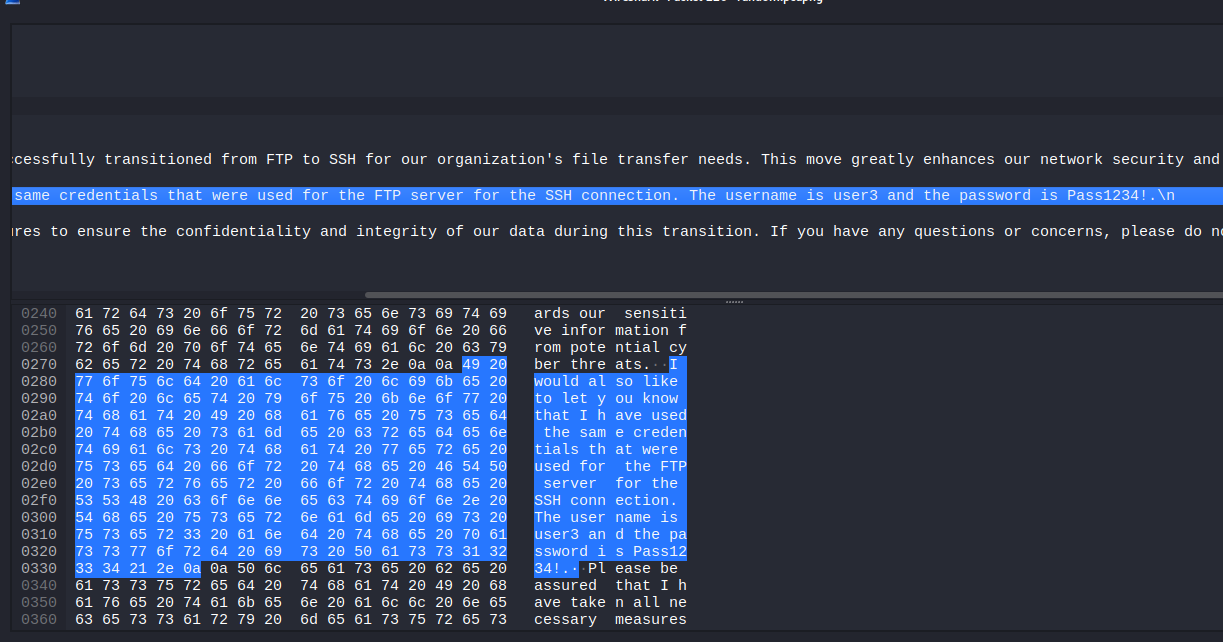 cessfully transitioned from FTP to SSH for our organization's file transfer needs. This move greatly enhances our network security and
same credentials that were used for the FTP server for the SSH connection. The username is user3 and the password is Pass1234!.\n
res to ensure the confidentiality and integrity of our data during this transition. If you have any questions or concerns, please do
0240 61 72 64 73 20 6f 75 72 20 73 65 6e 73 69 74 69 ards our sensiti
0250 76 65 20 69 6e 66 6f 72 6d 61 74 69 6f 6e 20 66 ve infor mation f
0260 72 6f 6d 20 70 6f 74 65 6e 74 69 61 6c 20 63 79 rom pote ntial cy
0270 62 65 72 20 74 68 72 65 61 74 73 2e 0a 0a 49 20 ber thre ats.··I
0280 77 6f 75 6c 64 20 61 6c 73 6f 20 6c 69 6b 65 20 would al so like
0290 74 6f 20 6c 65 74 20 79 6f 75 20 6b 6e 6f 77 20 to let y ou know
02a0 74 68 61 74 20 49 20 68 61 76 65 20 75 73 65 64 that I h ave used
02b0 20 74 68 65 20 73 61 6d 65 20 63 72 65 64 65 6e the sam e creden
02c0 74 69 61 6c 73 20 74 68 61 74 20 77 65 72 65 20 tials th at were
02d0 75 73 65 64 20 66 6f 72 20 74 68 65 20 46 54 50 used for the FTP
02e0 20 73 65 72 76 65 72 20 66 6f 72 20 74 68 65 20 server for the
02f0 53 53 48 20 63 6f 6e 6e 65 63 74 69 6f 6e 2e 20 SSH conn ection.
0300 54 68 65 20 75 73 65 72 6e 61 6d 65 20 69 73 20 The user name is
0310 75 73 65 72 33 20 61 6e 64 20 74 68 65 20 70 61 user3 an d the pa
0320 73 73 77 6f 72 64 20 69 73 20 50 61 73 73 31 32 ssword i s Pass12
0330 33 34 21 2e 0a 0a 50 6c 65 61 73 65 20 62 65 20 34!.··Pl ease be
0340 61 73 73 75 72 65 64 20 74 68 61 74 20 49 20 68 assured that I h
0350 61 76 65 20 74 61 6b 65 6e 20 61 6c 6c 20 6e 65 ave take n all ne
0360 63 65 73 73 61 72 79 20 6d 65 61 73 75 72 65 73 cessary measures